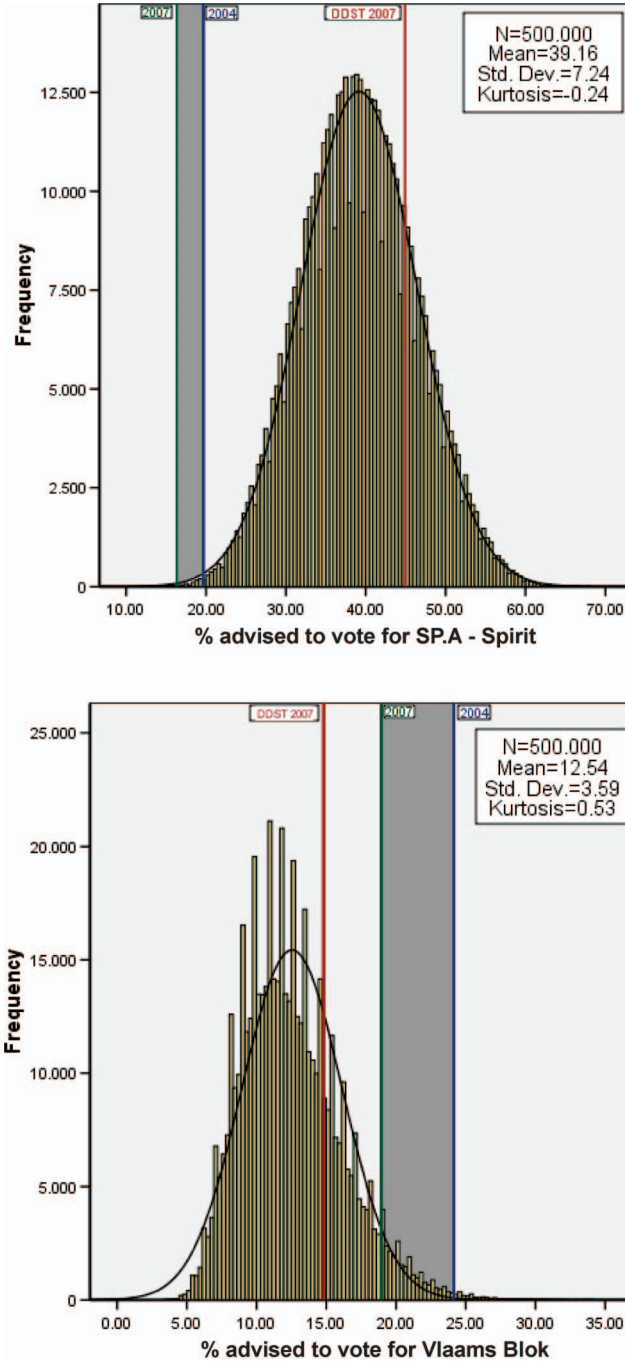 2007 2004 DDST 2007
N=500.000
Mean=39.16
Std. Dev.=7.24
Kurtosis=-0.24
12.500
10.000
7.500
5.000
2.500
0
Frequency
10.00 20.00 30.00 40.00 50.00 60.00 70.00
% advised to vote for SP.A - Spirit
DDST 2007 2007 2004
N=500.000
Mean=12.54
Std. Dev.=3.59
Kurtosis=0.53
25.000
20.000
15.000
10.000
5.000
0
Frequency
0.00 5.00 10.00 15.00 20.00 25.00 30.00 35.00
% advised to vote for Vlaams Blok